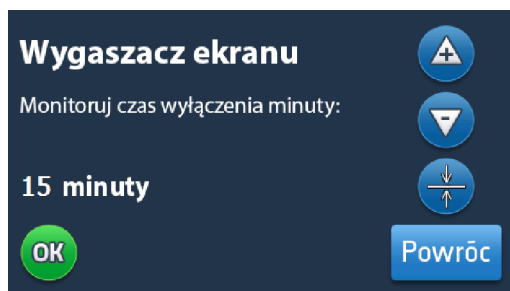 Wygaszacz ekranu
Monitoruj czas wyłączenia minuty:
15 minuty
OK
Powróc